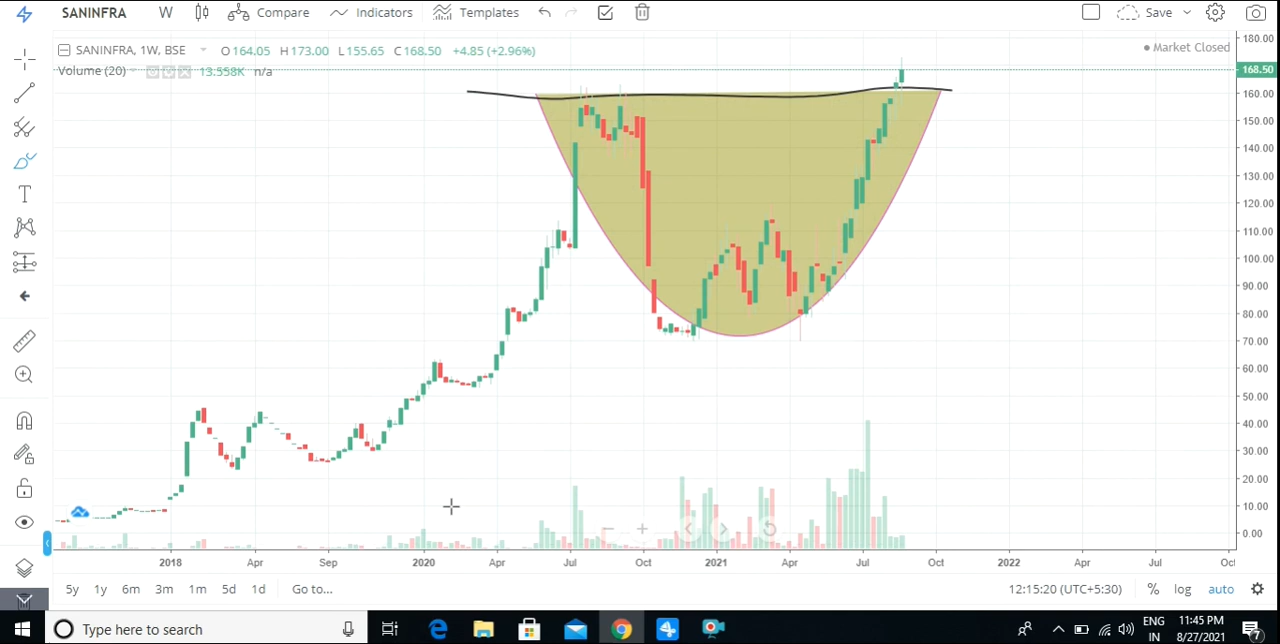 SANINFRA W Compare Indicators Templates Save
SANINFRA, 1W, BSE O164.05 H173.00 L155.65 C168.50 +4.85 (+2.96%)
Market Closed
Volume (20) 13.558K n/a
180.00
168.50
160.00
150.00
140.00
130.00
120.00
110.00
100.00
90.00
80.00
70.00
60.00
50.00
40.00
30.00
20.00
10.00
0.00
2018 Apr Sep 2020 Apr Jul Oct 2021 Apr Jul Oct 2022 Apr Jul Oct
5y 1y 6m 3m 1m 5d 1d Go to... 12:15:20 (UTC+5:30) % log auto
Type here to search
ENG
IN
11:45 PM
8/27/2021
7